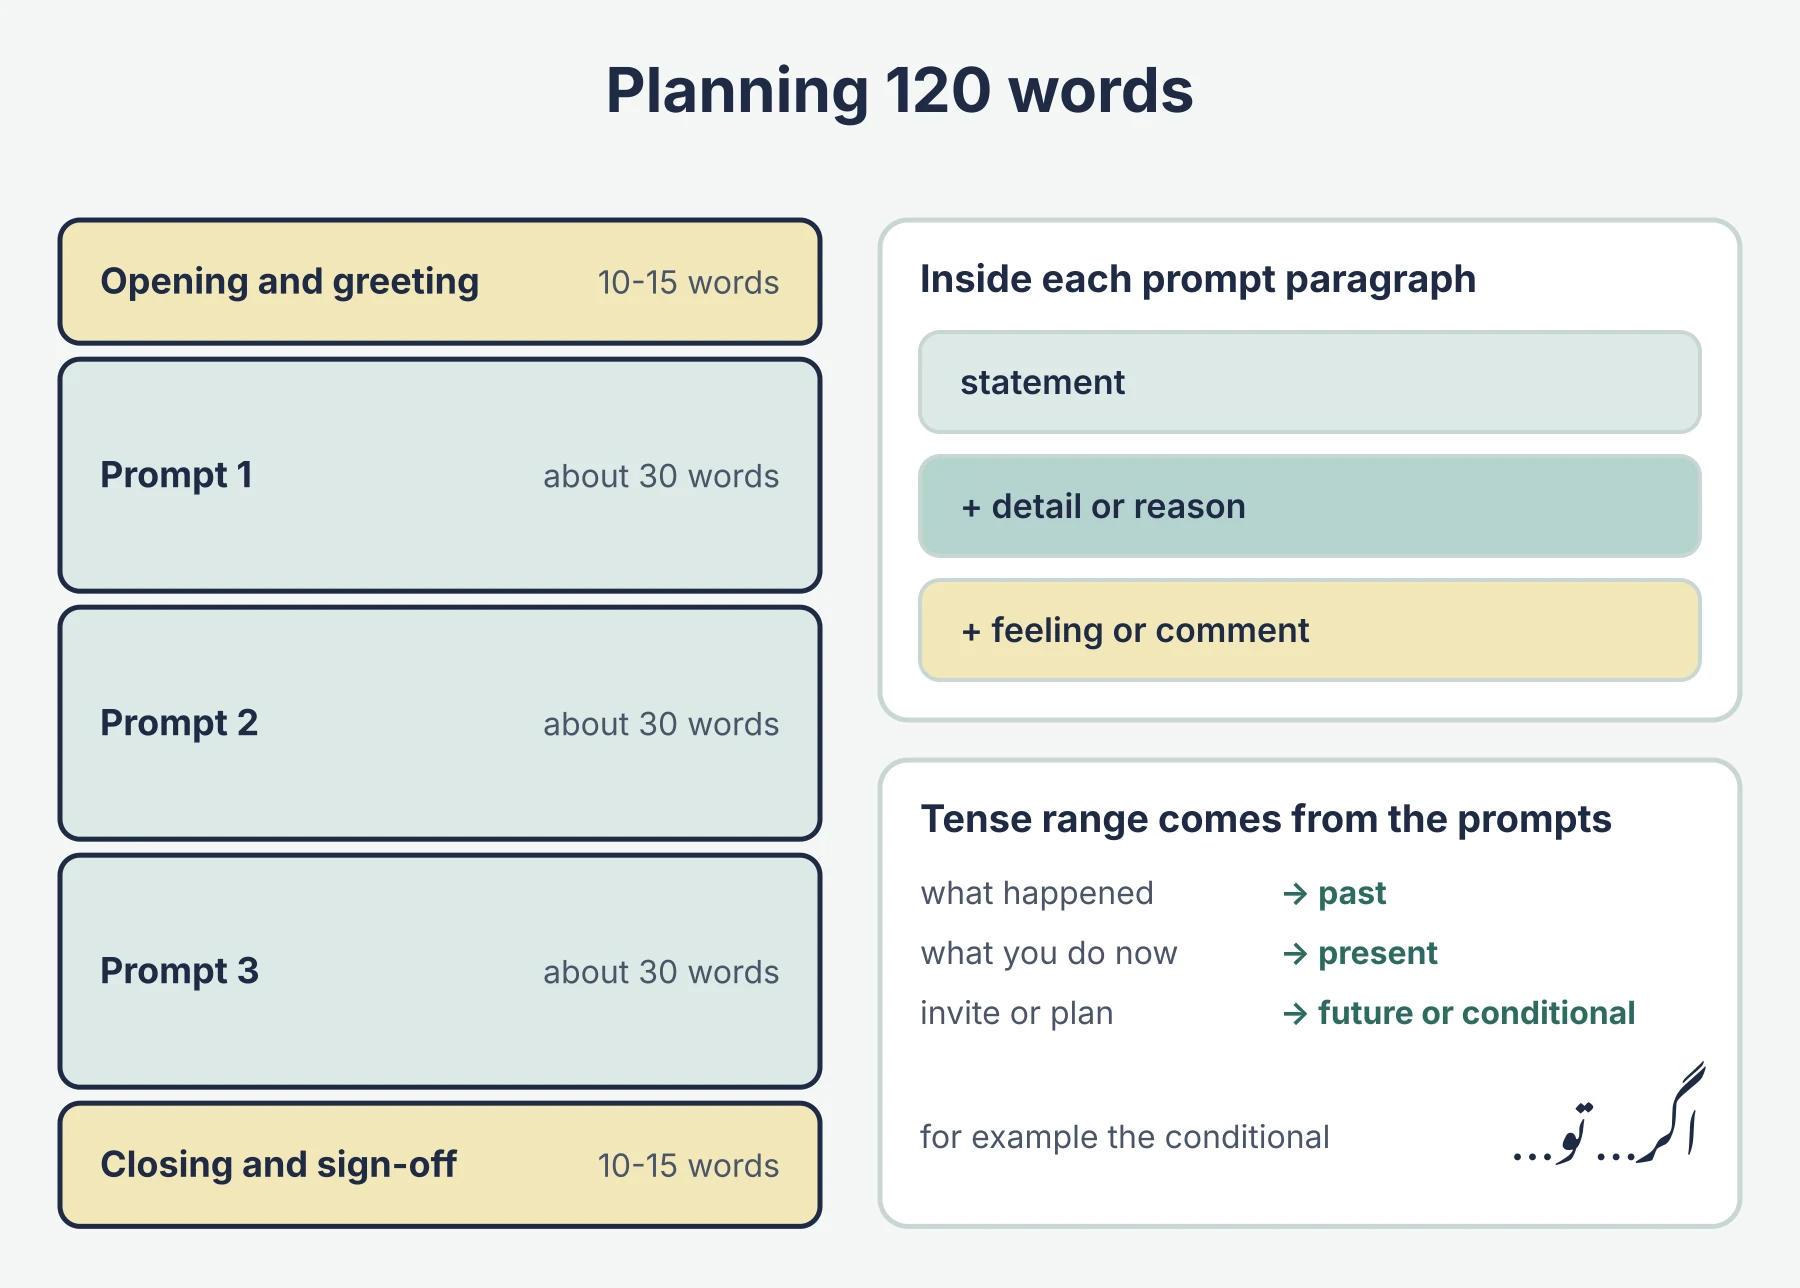 Planning 120 words
Opening and greeting 10-15 words
Prompt 1 about 30 words
Prompt 2 about 30 words
Prompt 3 about 30 words
Closing and sign-off 10-15 words
Inside each prompt paragraph
statement
+ detail or reason
+ feeling or comment
Tense range comes from the prompts
what happened → past
what you do now → present
invite or plan → future or conditional
for example the conditional اگر...تو...